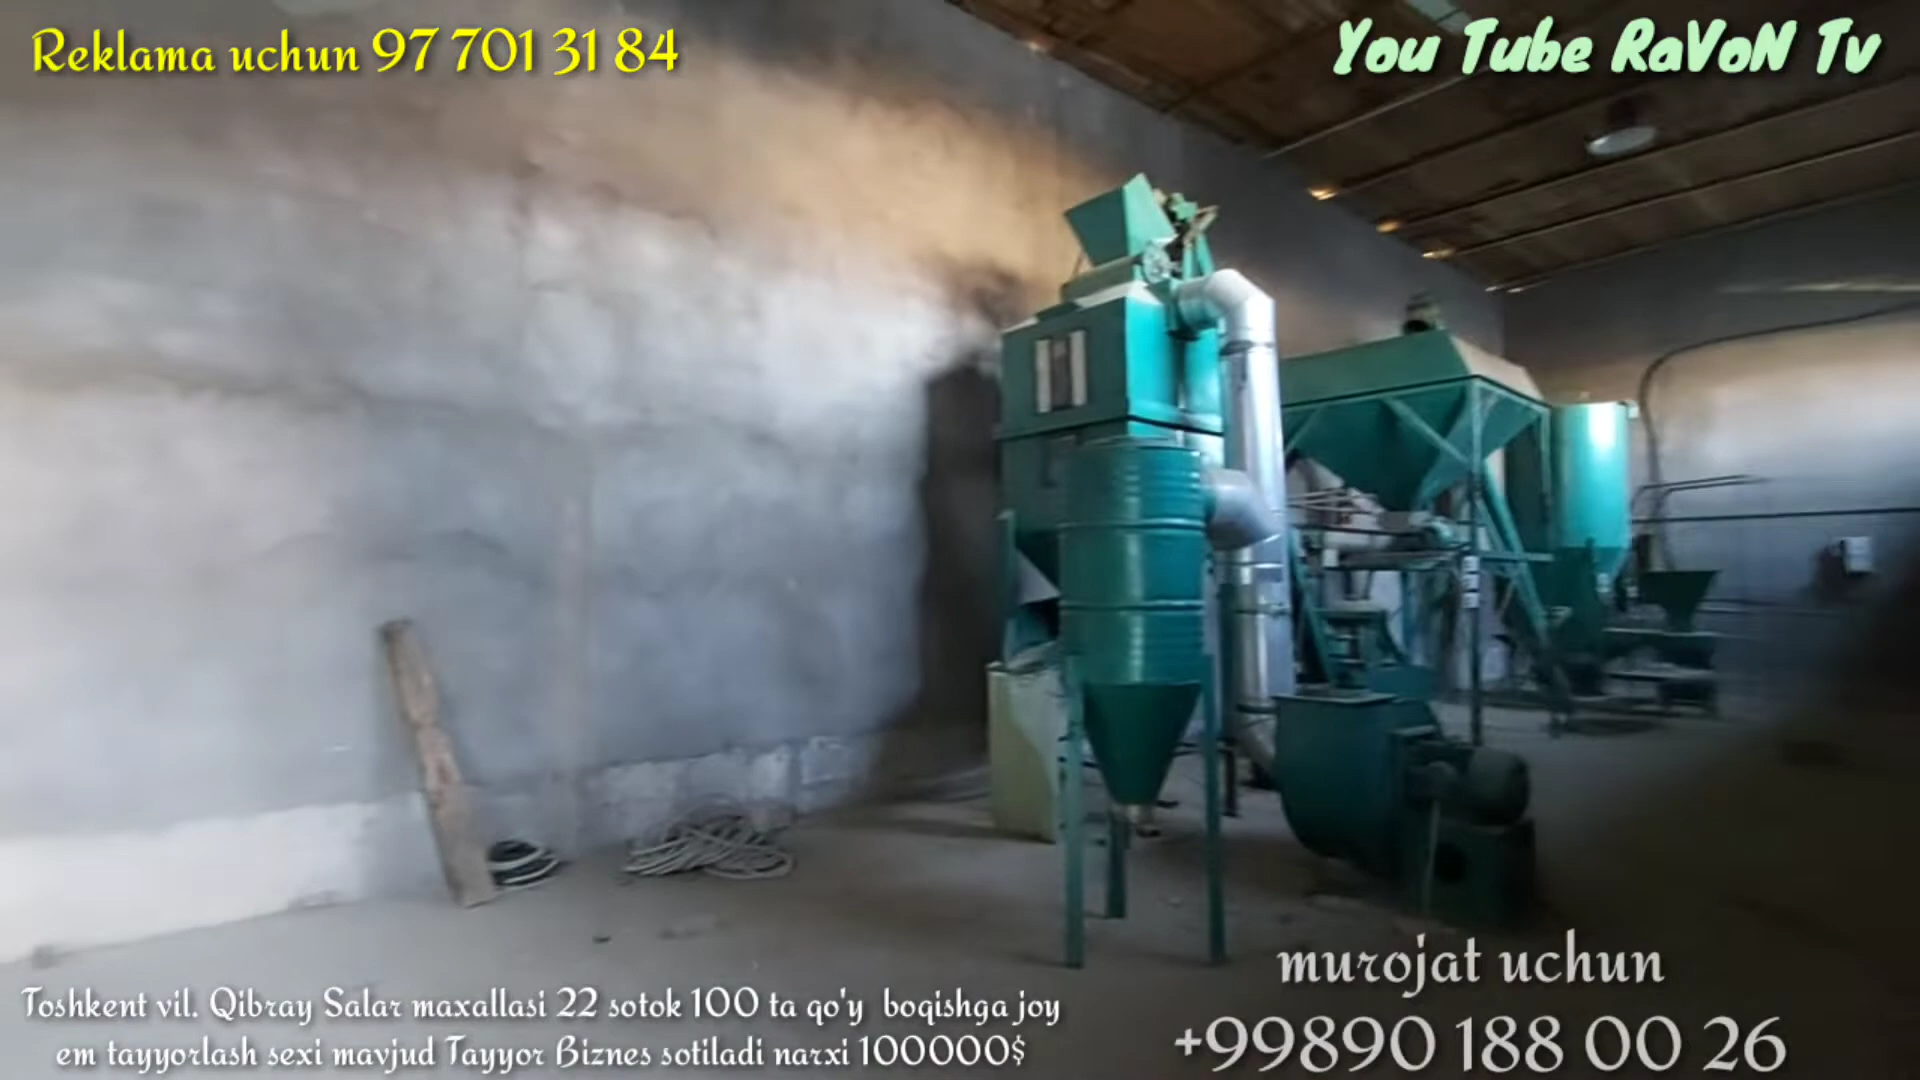 Reklama uchun 97 701 31 84
You Tube RaVoN Tv
Toshkent vil. Qibray Salar maxallasi 22 sotok 100 ta qo'y boqishga joy
em tayyorlash sexi mavjud Tayyor Biznes sotiladi narxi 100000$
murojat uchun
+99890 188 00 26